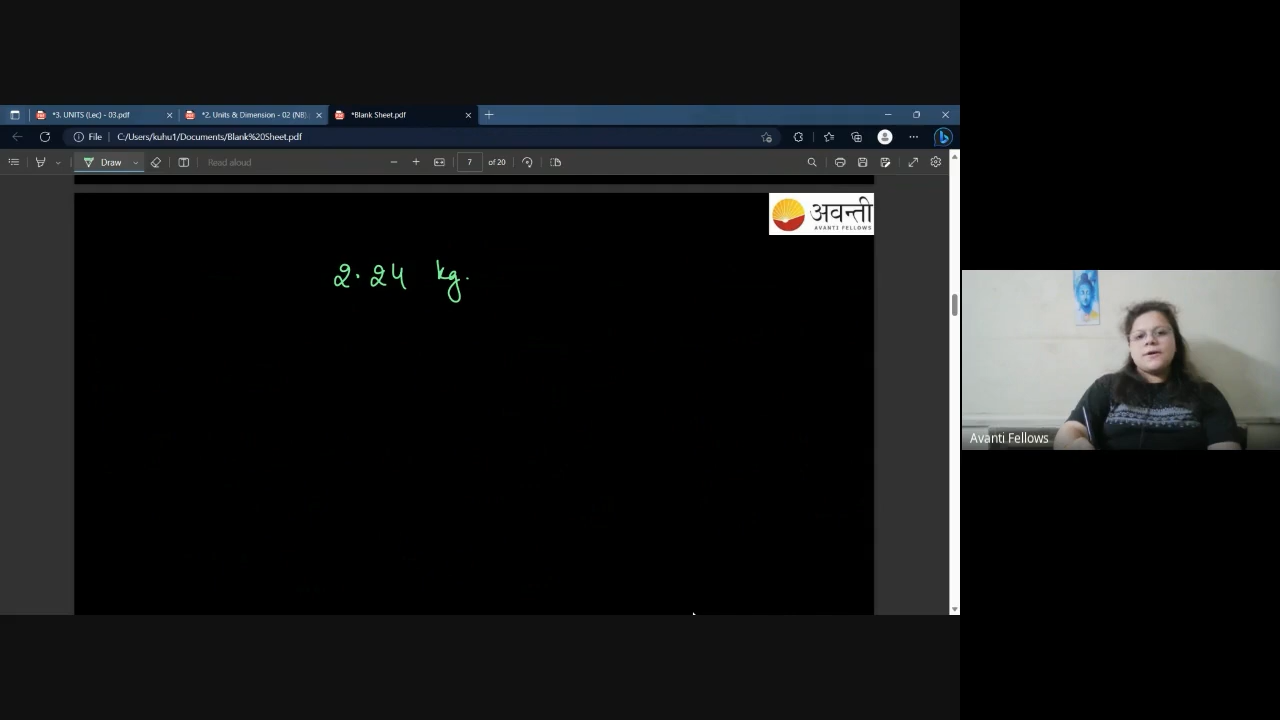 *3. UNITS (Lec) - 03.pdf
*2. Units & Dimension - 02 (NB).
*Blank Sheet.pdf
File
C:/Users/kuhu1/Documents/Blank%20Sheet.pdf
Draw
Read aloud
7 of 20
अवन्ती
AVANTI FELLOWS
2.24 kg.
Avanti Fellows